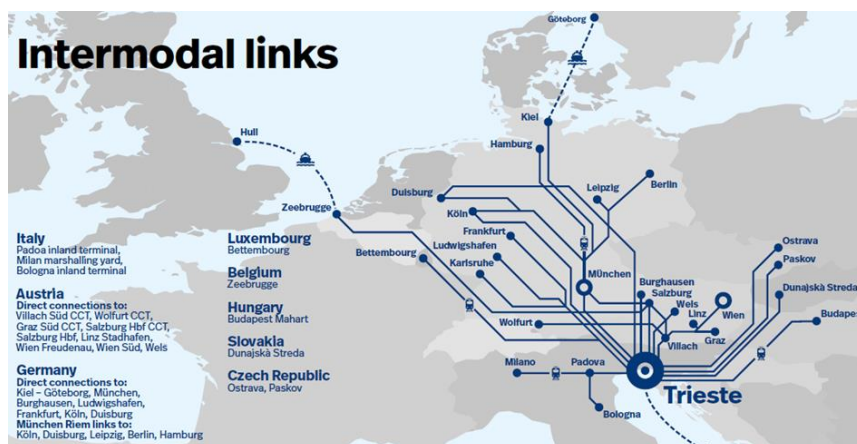 Intermodal links
Göteborg
Kiel
Hull
Hamburg
Leipzig
Berlin
Duisburg
Zeebrugge
Köln
Frankfurt
Ludwigshafen
Karlsruhe
Bettembourg
Ostrava
Paskov
München
Burghausen
Salzburg
Wels
Linz
Wien
Dunajskà Streda
Budapes
Wolfurt
Villach
Graz
Milano
Padova
Trieste
Bologna
Italy
Padoa inland terminal,
Milan marshalling yard,
Bologna inland terminal
Austria
Direct connections to:
Villach Süd CCT, Wolfurt CCT,
Graz Süd CCT, Salzburg Hbf CCT,
Salzburg Hbf, Linz Stadhafen,
Wien Freudenau, Wien Süd, Wels
Germany
Direct connections to:
Kiel – Göteborg, München,
Burghausen, Ludwigshafen,
Frankfurt, Köln, Duisburg
München Riem links to:
Köln, Duisburg, Leipzig, Berlin, Hamburg
Luxembourg
Bettembourg
Belgium
Zeebrugge
Hungary
Budapest Mahart
Slovakia
Dunajskà Streda
Czech Republic
Ostrava, Paskov